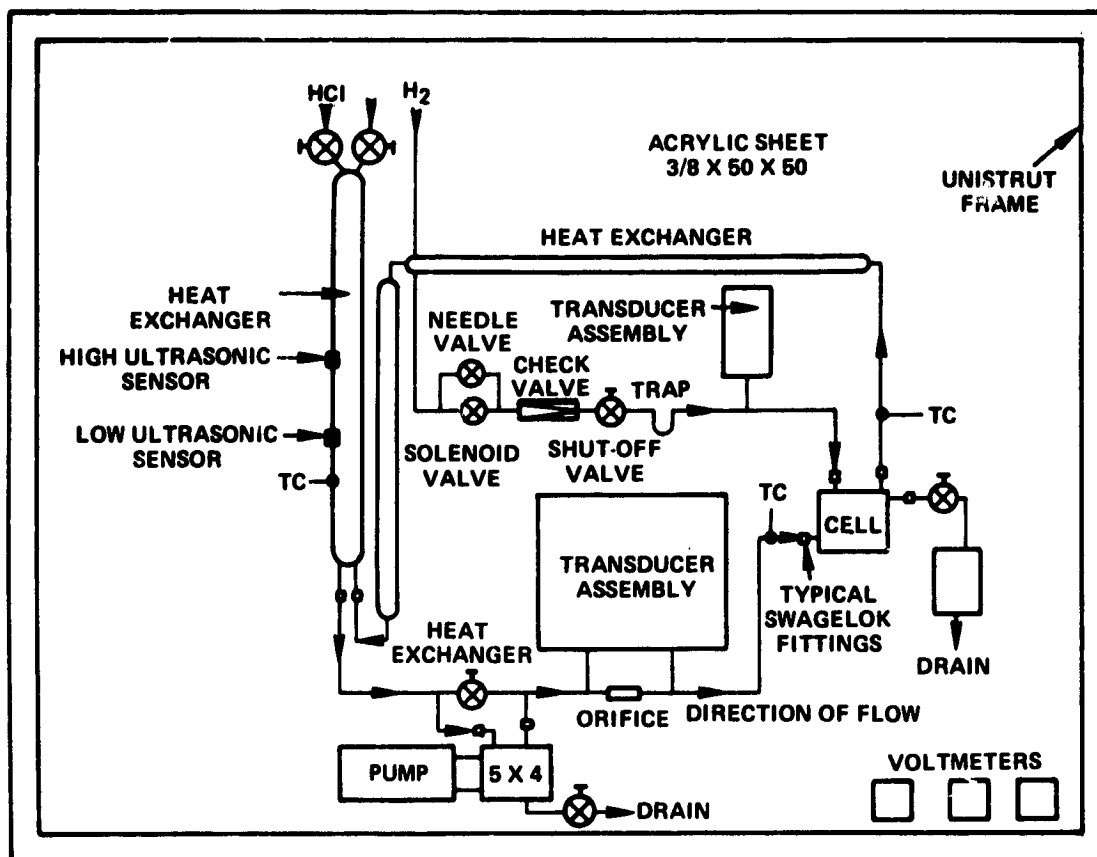 HCl
H2
ACRYLIC SHEET
3/8 X 50 X 50
UNISTRUT
FRAME
HEAT EXCHANGER
HEAT
EXCHANGER
TRANSDUCER
ASSEMBLY
NEEDLE
VALVE
CHECK
VALVE
TRAP
HIGH ULTRASONIC
SENSOR
LOW ULTRASONIC
SENSOR
SOLENOID
VALVE
SHUT-OFF
VALVE
TC
TC
TC
CELL
TRANSDUCER
ASSEMBLY
TYPICAL
SWAGELOK
FITTINGS
DRAIN
HEAT
EXCHANGER
ORIFICE
DIRECTION OF FLOW
PUMP
5 X 4
DRAIN
VOLTMETERS